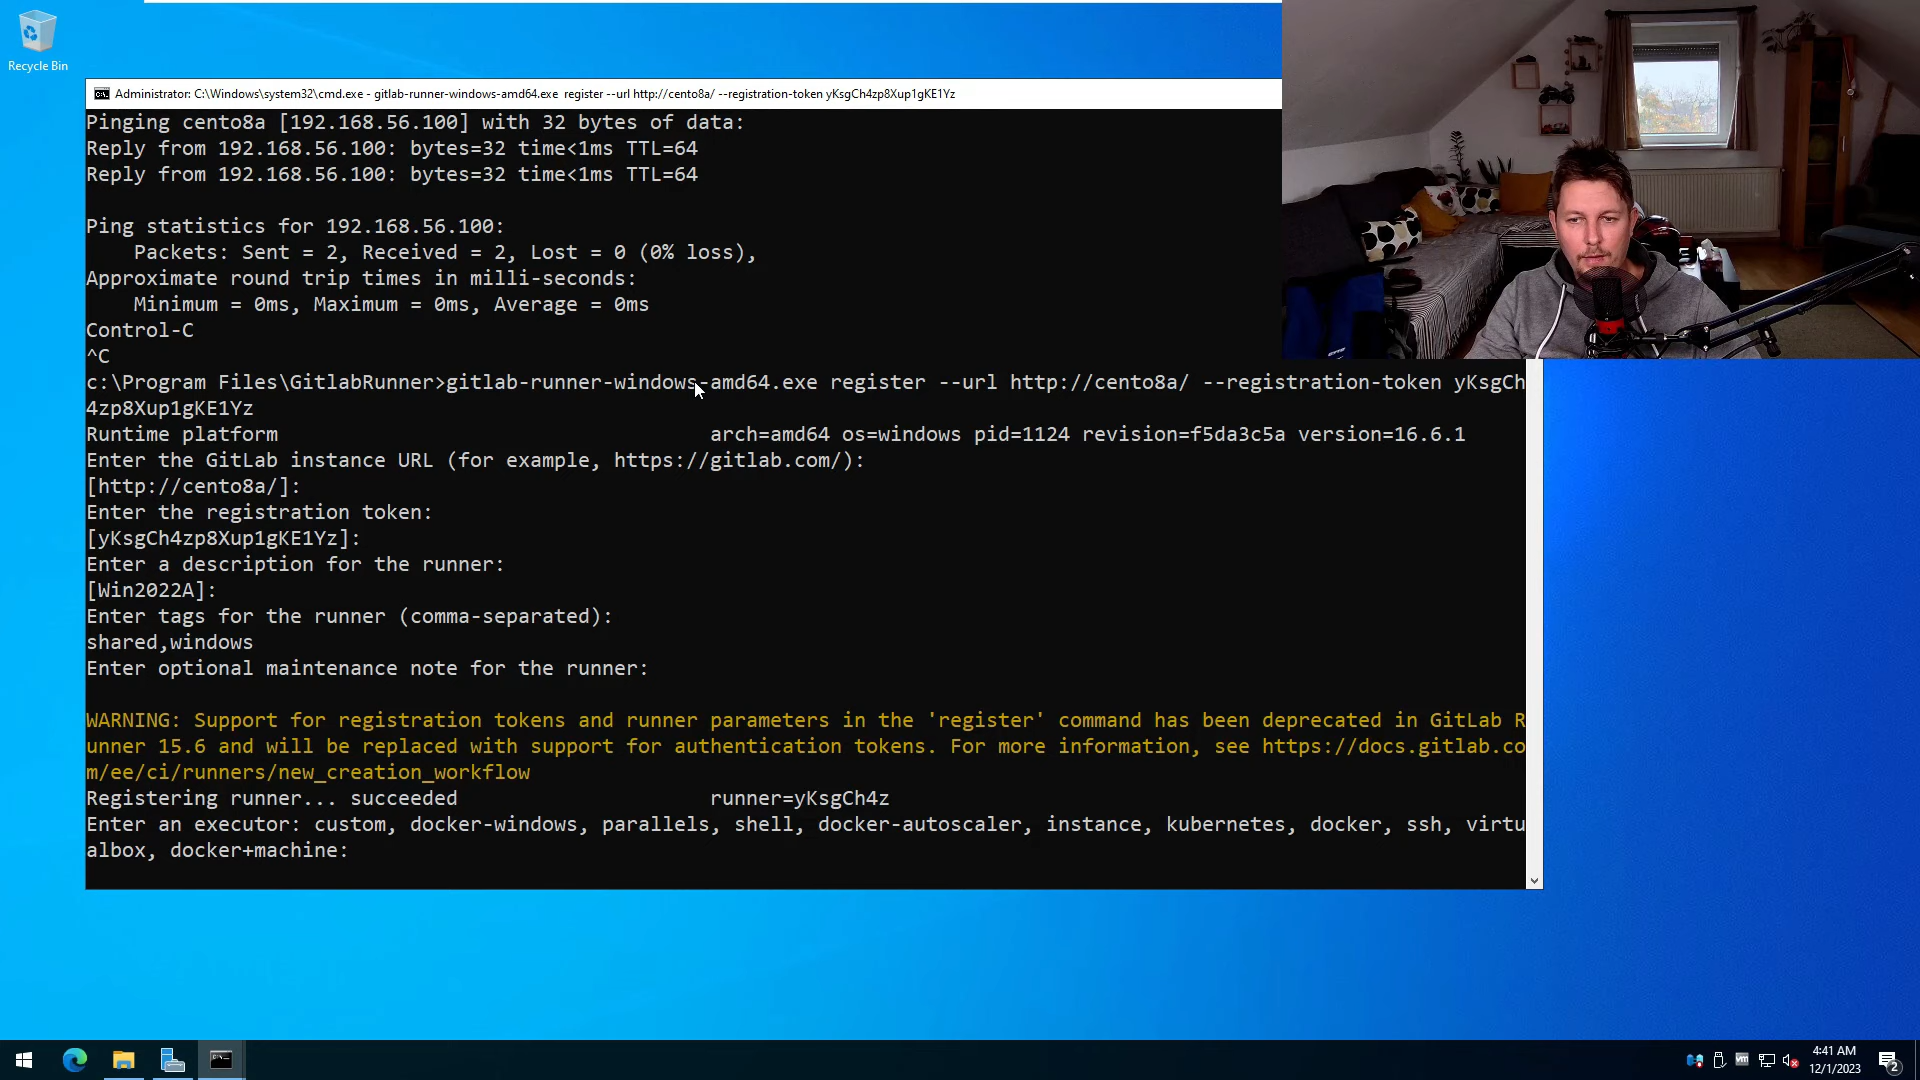 Recycle Bin
Administrator: C:\Windows\system32\cmd.exe - gitlab-runner-windows-amd64.exe  register --url http://cento8a/ --registration-token yKsgCh4zp8Xup1gKE1Yz
Pinging cento8a [192.168.56.100] with 32 bytes of data:
Reply from 192.168.56.100: bytes=32 time<1ms TTL=64
Reply from 192.168.56.100: bytes=32 time<1ms TTL=64
Ping statistics for 192.168.56.100:
    Packets: Sent = 2, Received = 2, Lost = 0 (0% loss),
Approximate round trip times in milli-seconds:
    Minimum = 0ms, Maximum = 0ms, Average = 0ms
Control-C
^C
c:\Program Files\GitlabRunner>gitlab-runner-windows-amd64.exe register --url http://cento8a/ --registration-token yKsgCh
4zp8Xup1gKE1Yz
Runtime platform                                    arch=amd64 os=windows pid=1124 revision=f5da3c5a version=16.6.1
Enter the GitLab instance URL (for example, https://gitlab.com/):
[http://cento8a/]:
Enter the registration token:
[yKsgCh4zp8Xup1gKE1Yz]:
Enter a description for the runner:
[Win2022A]:
Enter tags for the runner (comma-separated):
shared,windows
Enter optional maintenance note for the runner:
WARNING: Support for registration tokens and runner parameters in the 'register' command has been deprecated in GitLab R
unner 15.6 and will be replaced with support for authentication tokens. For more information, see https://docs.gitlab.co
m/ee/ci/runners/new_creation_workflow
Registering runner... succeeded                     runner=yKsgCh4z
Enter an executor: custom, docker-windows, parallels, shell, docker-autoscaler, instance, kubernetes, docker, ssh, virtu
albox, docker+machine:
4:41 AM
12/1/2023
2